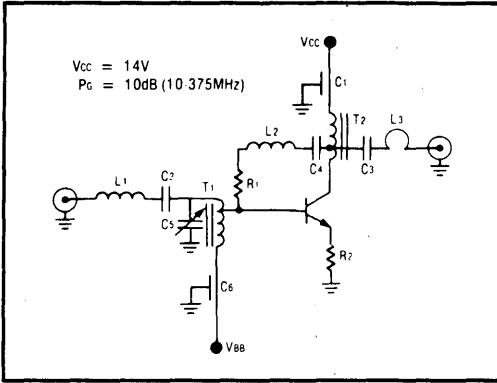 Vcc
Vcc = 14V
PG = 10dB (10-375MHz)
C1
L2
T2
L3
C4
C3
L1
C2
T1
R1
C5
R2
C6
VBB